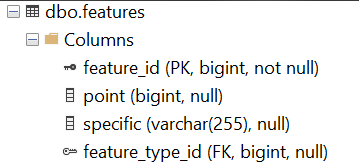 dbo.features
Columns
feature_id (PK, bigint, not null)
point (bigint, null)
specific (varchar(255), null)
feature_type_id (FK, bigint, null)